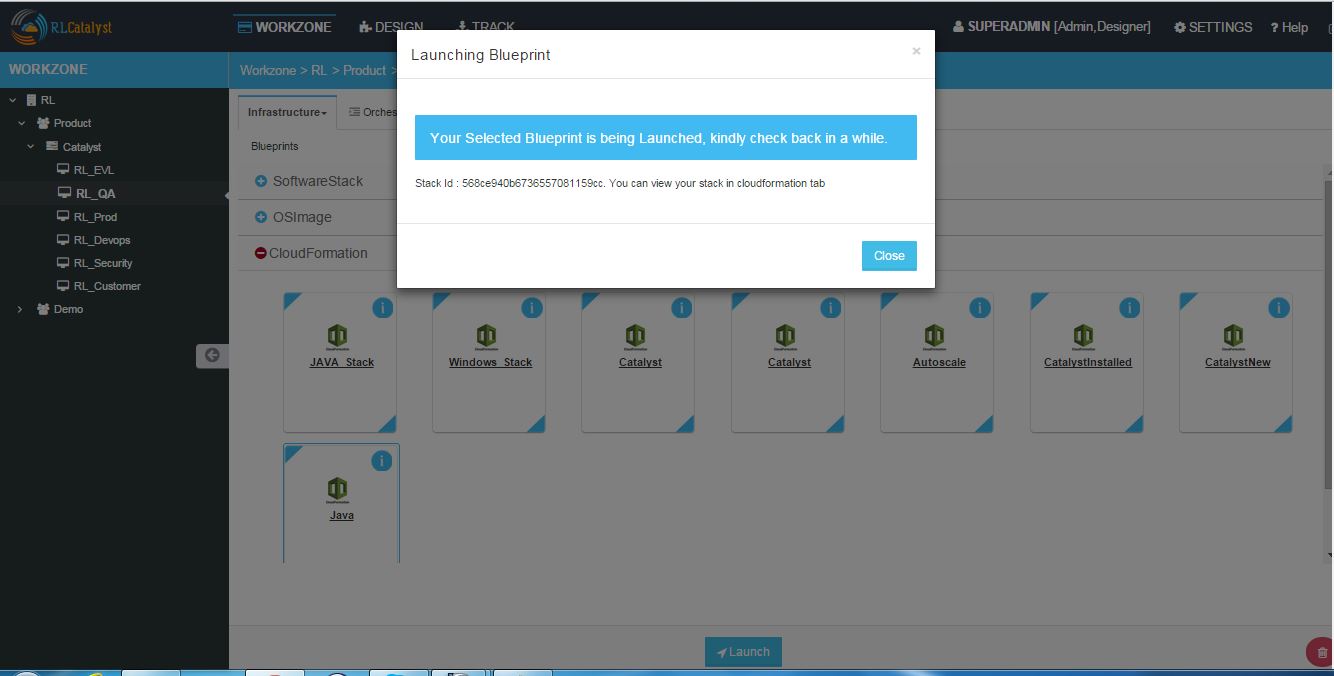 RLCatalyst
WORKZONE
DESIGN
TRACK
SUPERADMIN [Admin,Designer]
SETTINGS
? Help
WORKZONE
Workzone > RL > Product >
RL
Product
Catalyst
RL_EVL
RL_QA
RL_Prod
RL_Devops
RL_Security
RL_Customer
Demo
Launching Blueprint
×
Your Selected Blueprint is being Launched, kindly check back in a while.
Stack Id : 568ce940b6736557081159cc. You can view your stack in cloudformation tab
Close
Infrastructure
Orches
Blueprints
SoftwareStack
OSImage
CloudFormation
JAVA_Stack
Windows_Stack
Catalyst
Catalyst
Autoscale
CatalystInstalled
CatalystNew
Java
Launch